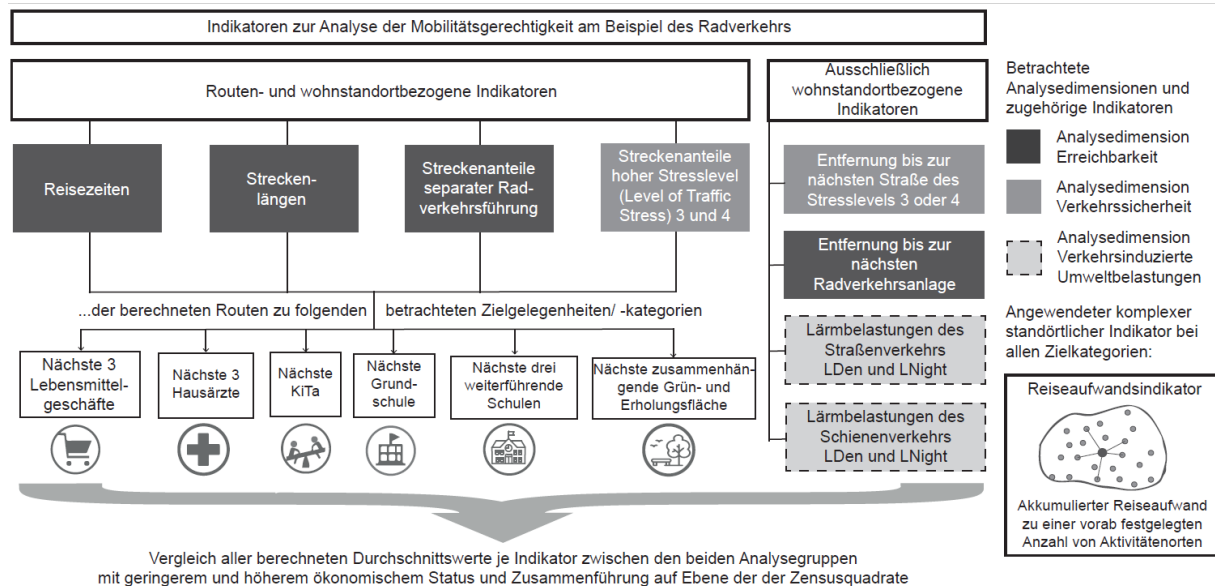 Indikatoren zur Analyse der Mobilitätsgerechtigkeit am Beispiel des Radverkehrs
Routen- und wohnstandortbezogene Indikatoren
Ausschließlich
wohnstandortbezogene
Indikatoren
Reisezeiten
Strecken-
längen
Streckenanteile
separater Rad-
verkehrsführung
Streckenanteile
hoher Stresslevel
(Level of Traffic
Stress) 3 und 4
Entfernung bis zur
nächsten Straße des
Stresslevels 3 oder 4
Entfernung bis zur
nächsten
Radverkehrsanlage
Lärmbelastungen des
Straßenverkehrs
LDen und LNight
Lärmbelastungen des
Schienenverkehrs
LDen und LNight
...der berechneten Routen zu folgenden betrachteten Zielgelegenheiten/ -kategorien
Nächste 3
Lebensmittel-
geschäfte
Nächste 3
Hausärzte
Nächste
KiTa
Nächste
Grund-
schule
Nächste drei
weiterführende
Schulen
Nächste zusammenhän-
gende Grün- und
Erholungsfläche
Vergleich aller berechneten Durchschnittswerte je Indikator zwischen den beiden Analysegruppen
mit geringerem und höherem ökonomischem Status und Zusammenführung auf Ebene der der Zensusquadrate
Betrachtete
Analysedimensionen und
zugehörige Indikatoren
Analysedimension
Erreichbarkeit
Analysedimension
Verkehrssicherheit
Analysedimension
Verkehrsinduzierte
Umweltbelastungen
Angewendeter komplexer
standörtlicher Indikator bei
allen Zielkategorien:
Reiseaufwandsindikator
Akkumulierter Reiseaufwand
zu einer vorab festgelegten
Anzahl von Aktivitätenorten